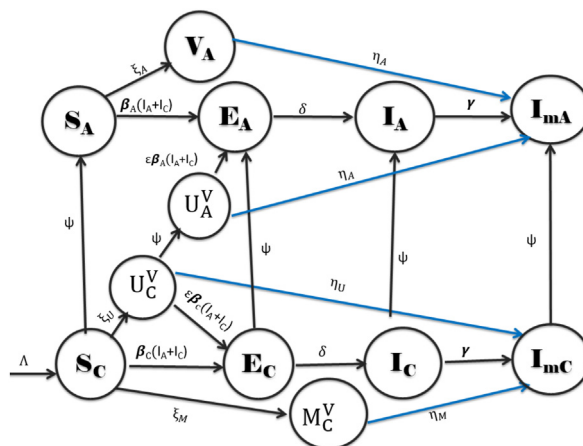 V_A
ξ_A
η_A
S_A
β_A(I_A+I_C)
E_A
δ
I_A
γ
I_mA
εβ_A(I_A+I_C)
U_A^V
η_A
ψ
ψ
ψ
ψ
ψ
U_C^V
η_U
ξ_U
εβ_c(I_A+I_C)
Λ
S_C
β_C(I_A+I_C)
E_C
δ
I_C
γ
I_mC
ξ_M
M_C^V
η_M